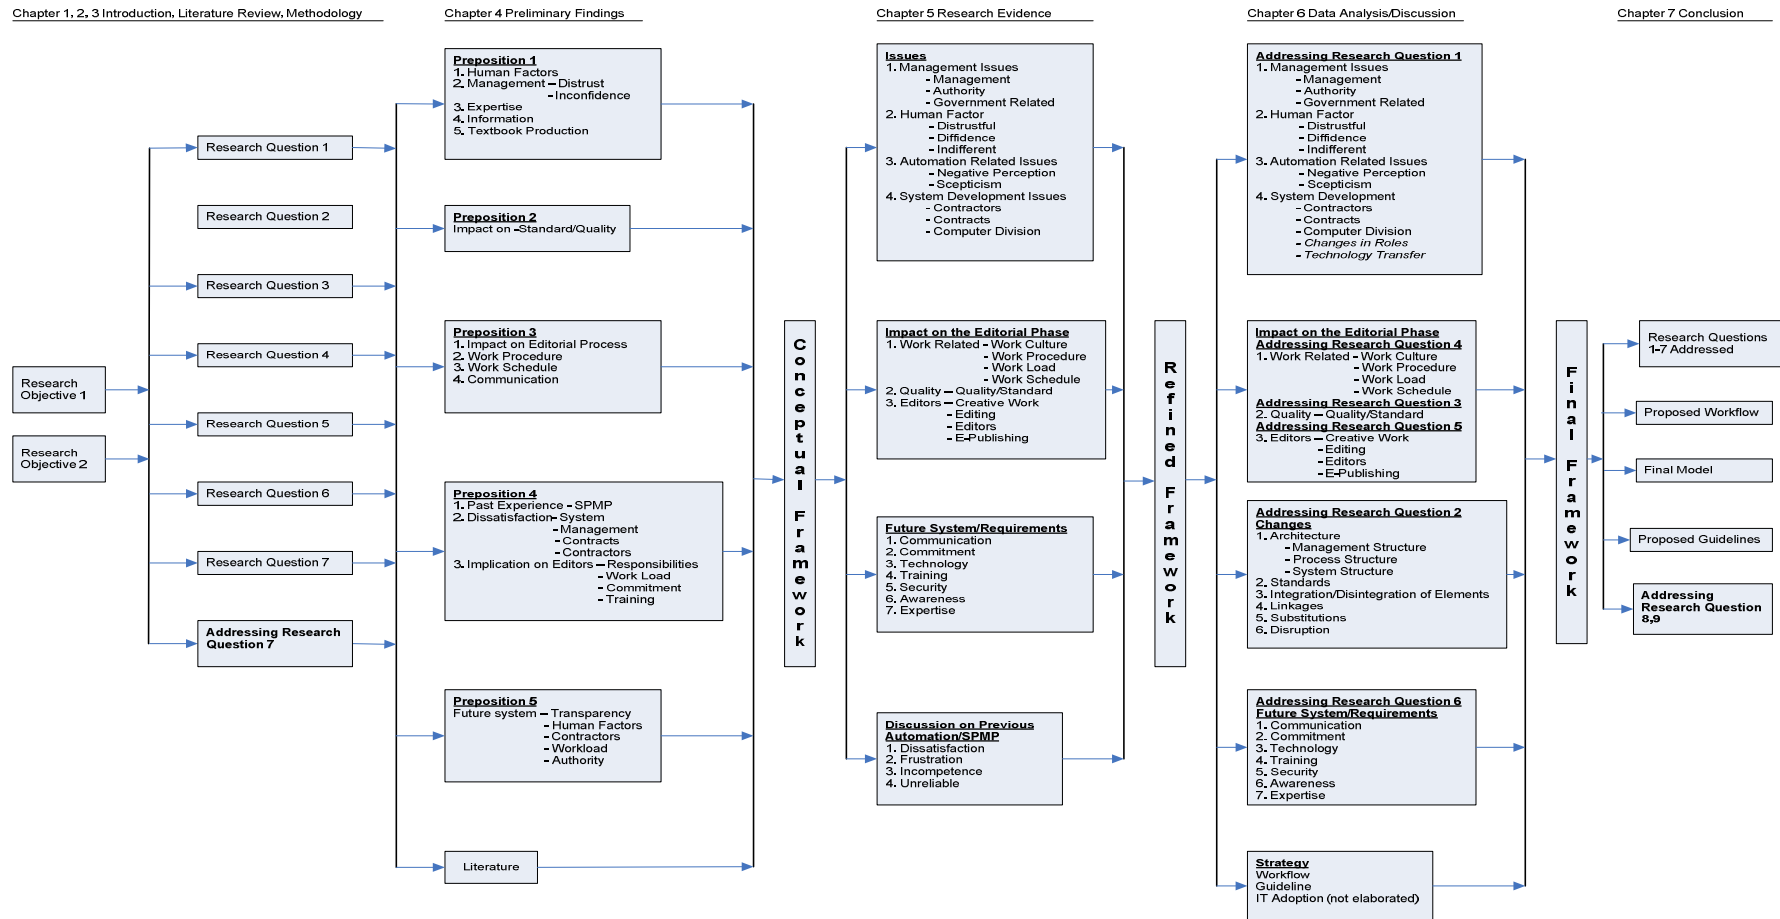 Chapter 1, 2, 3 Introduction, Literature Review, Methodology
Research Objective 1
Research Objective 2
Research Question 1
Research Question 2
Research Question 3
Research Question 4
Research Question 5
Research Question 6
Research Question 7
Addressing Research
Question 7
Chapter 4 Preliminary Findings
Preposition 1
1. Human Factors
2. Management – Distrust
- Inconfidence
3. Expertise
4. Information
5. Textbook Production
Preposition 2
Impact on -Standard/Quality
Preposition 3
1. Impact on Editorial Process
2. Work Procedure
3. Work Schedule
4. Communication
Preposition 4
1. Past Experience - SPMP
2. Dissatisfaction- System
- Management
- Contracts
- Contractors
3. Implication on Editors – Responsibilities
- Work Load
- Commitment
- Training
Preposition 5
Future system – Transparency
- Human Factors
- Contractors
- Workload
- Authority
Literature
Conceptual Framework
Chapter 5 Research Evidence
Issues
1. Management Issues
- Management
- Authority
- Government Related
2. Human Factor
- Distrustful
- Diffidence
- Indifferent
3. Automation Related Issues
- Negative Perception
- Scepticism
4. System Development Issues
- Contractors
- Contracts
- Computer Division
Impact on the Editorial Phase
1. Work Related – Work Culture
- Work Procedure
- Work Load
- Work Schedule
2. Quality – Quality/Standard
3. Editors – Creative Work
- Editing
- Editors
- E-Publishing
Future System/Requirements
1. Communication
2. Commitment
3. Technology
4. Training
5. Security
6. Awareness
7. Expertise
Discussion on Previous
Automation/SPMP
1. Dissatisfaction
2. Frustration
3. Incompetence
4. Unreliable
Refined Framework
Chapter 6 Data Analysis/Discussion
Addressing Research Question 1
1. Management Issues
- Management
- Authority
- Government Related
2. Human Factor
- Distrustful
- Diffidence
- Indifferent
3. Automation Related Issues
- Negative Perception
- Scepticism
4. System Development
- Contractors
- Contracts
- Computer Division
- Changes in Roles
- Technology Transfer
Impact on the Editorial Phase
Addressing Research Question 4
1. Work Related – Work Culture
- Work Procedure
- Work Load
- Work Schedule
Addressing Research Question 3
2. Quality – Quality/Standard
Addressing Research Question 5
3. Editors – Creative Work
- Editing
- Editors
- E-Publishing
Addressing Research Question 2
Changes
1. Architecture
- Management Structure
- Process Structure
- System Structure
2. Standards
3. Integration/Disintegration of Elements
4. Linkages
5. Substitutions
6. Disruption
Addressing Research Question 6
Future System/Requirements
1. Communication
2. Commitment
3. Technology
4. Training
5. Security
6. Awareness
7. Expertise
Strategy
Workflow
Guideline
IT Adoption (not elaborated)
Final Framework
Chapter 7 Conclusion
Research Questions
1-7 Addressed
Proposed Workflow
Final Model
Proposed Guidelines
Addressing
Research Question
8,9